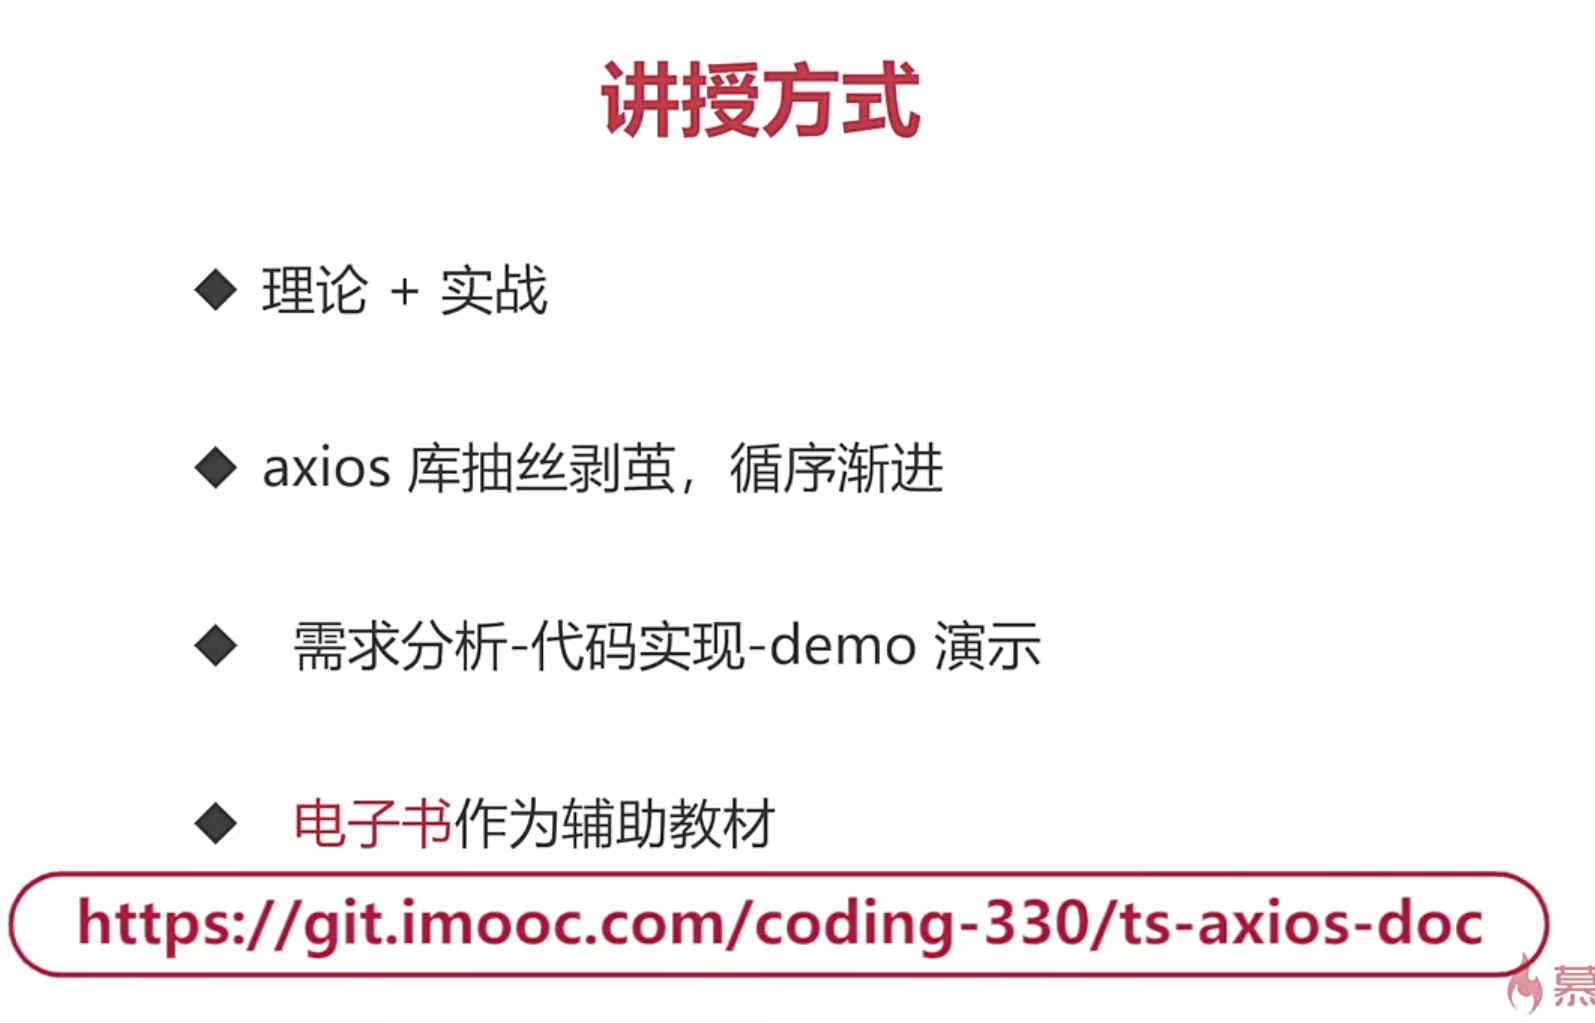 讲授方式
◆ 理论 + 实战
◆ axios 库抽丝剥茧，循序渐进
◆ 需求分析-代码实现-demo 演示
◆ 电子书作为辅助教材
https://git.imooc.com/coding-330/ts-axios-doc
慕